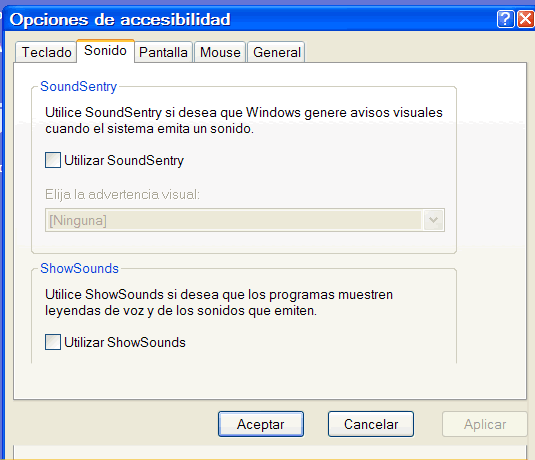 Opciones de accesibilidad
Teclado Sonido Pantalla Mouse General
SoundSentry
Utilice SoundSentry si desea que Windows genere avisos visuales
cuando el sistema emita un sonido.
Utilizar SoundSentry
Elija la advertencia visual:
[Ninguna]
ShowSounds
Utilice ShowSounds si desea que los programas muestren
leyendas de voz y de los sonidos que emiten.
Utilizar ShowSounds
Aceptar Cancelar Aplicar